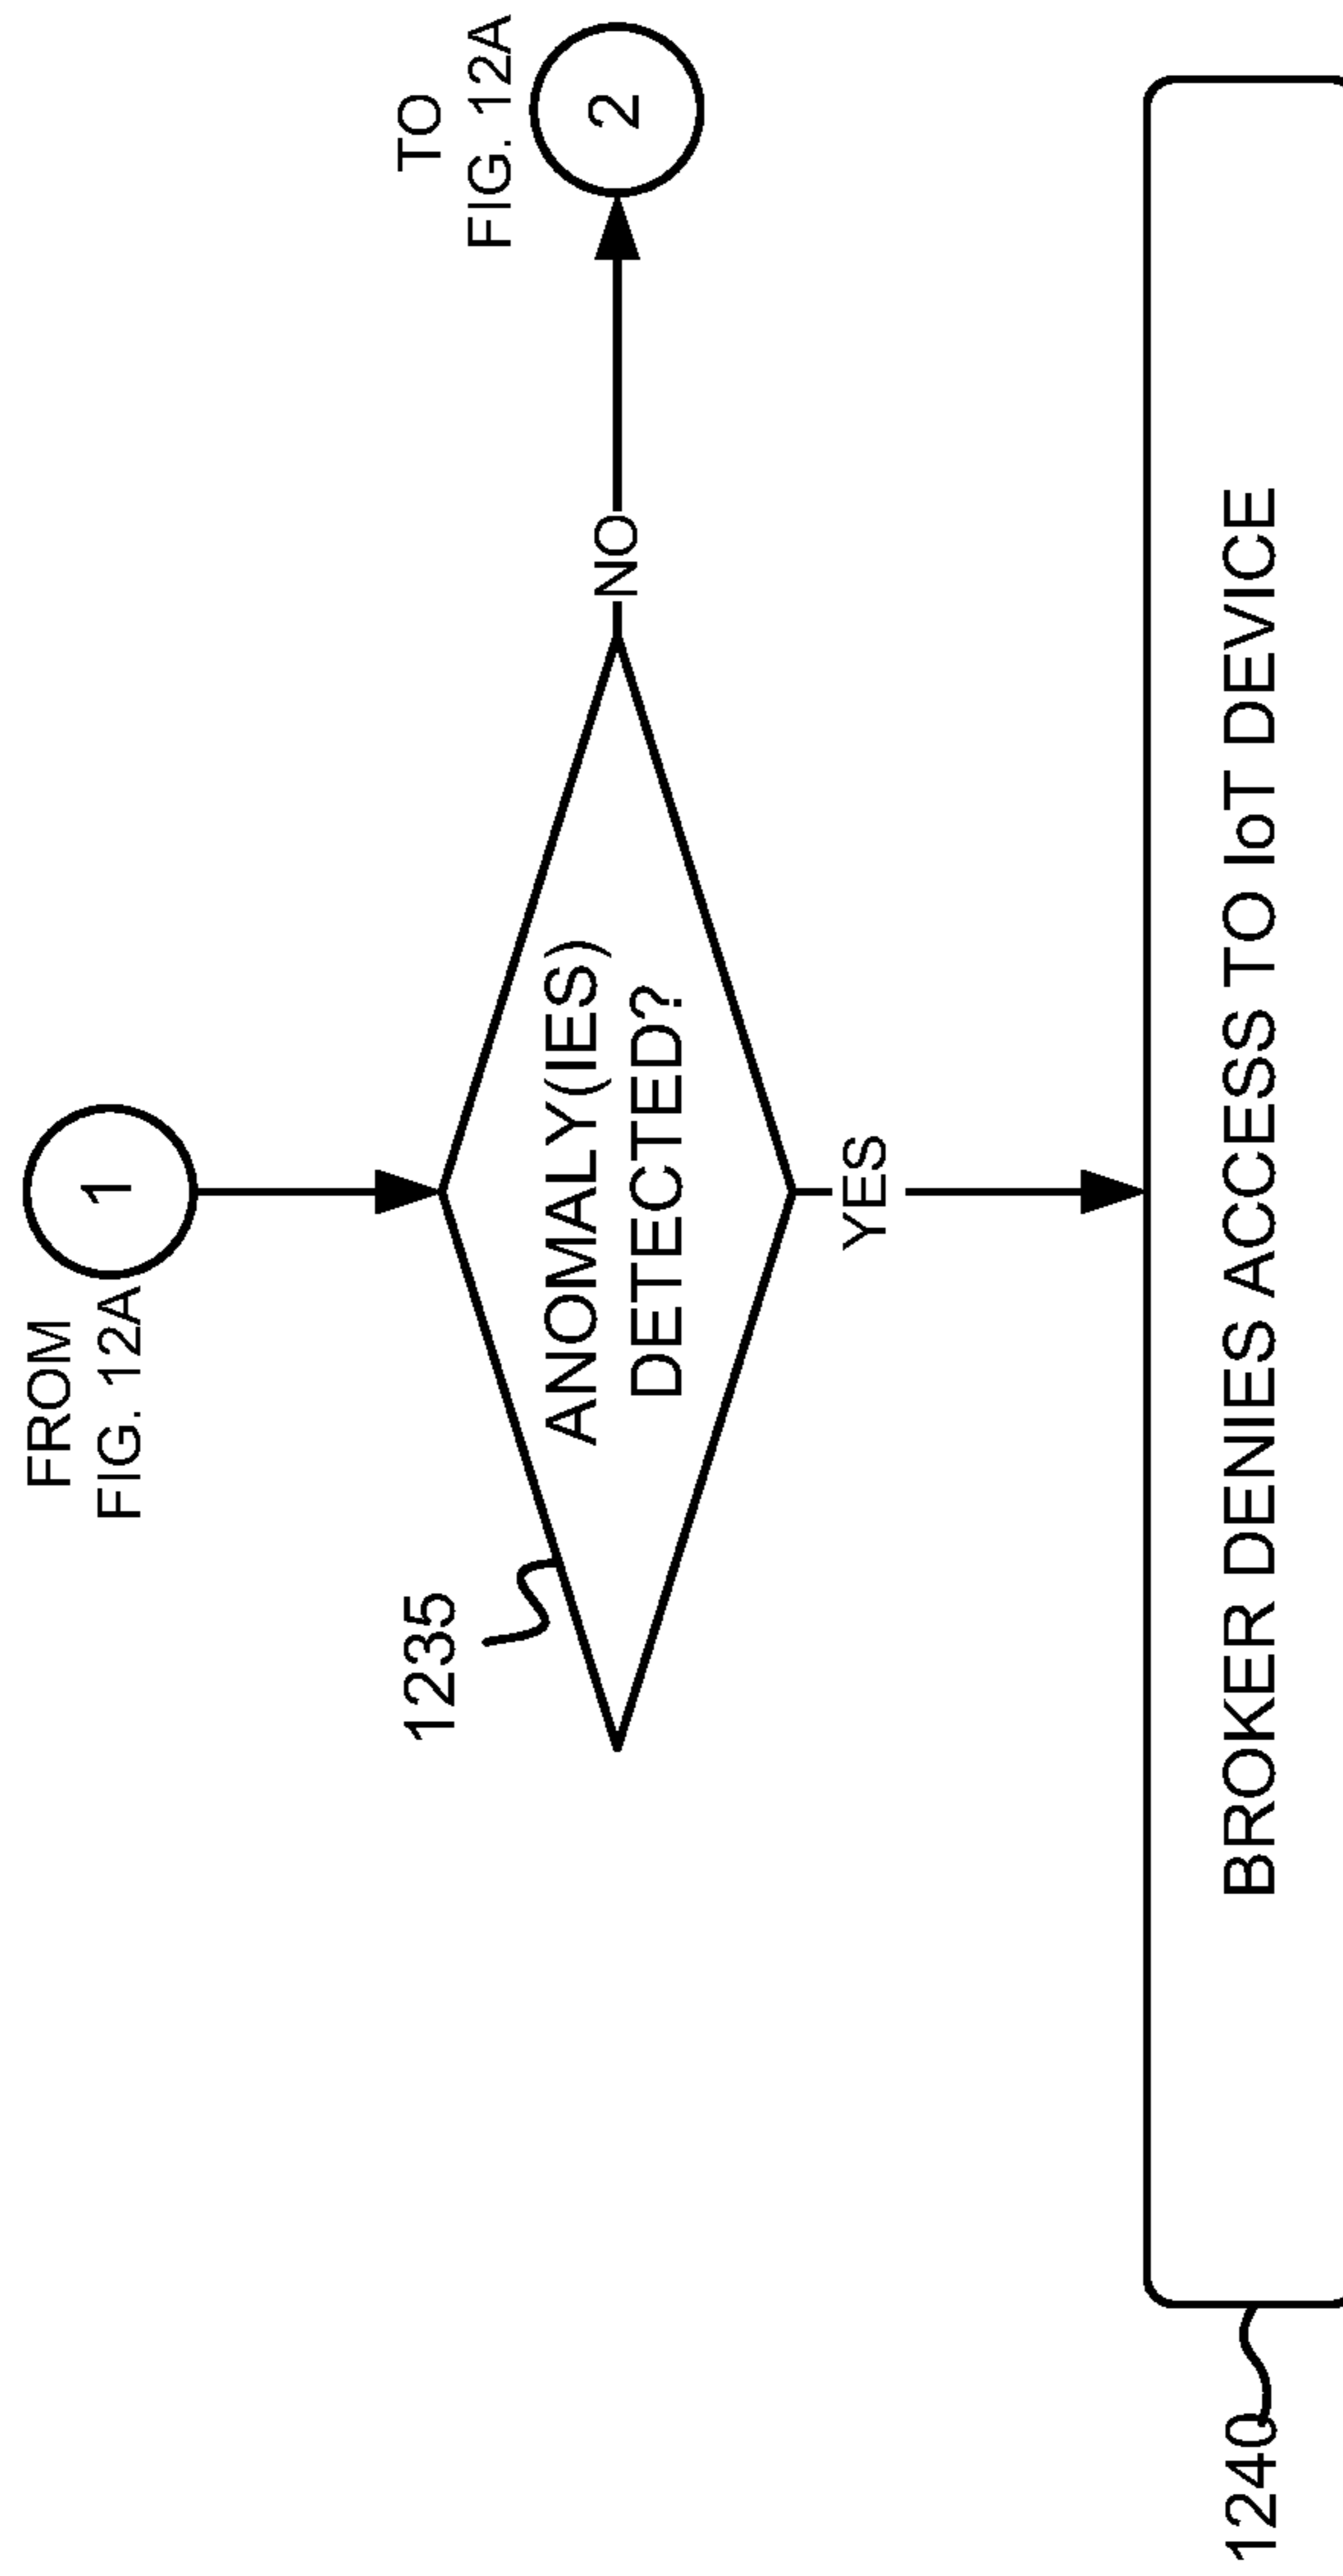 FROM
FIG. 12A
1
TO
FIG. 12A
2
1235
ANOMALY(IES)
DETECTED?
NO
YES
1240
BROKER DENIES ACCESS TO IoT DEVICE